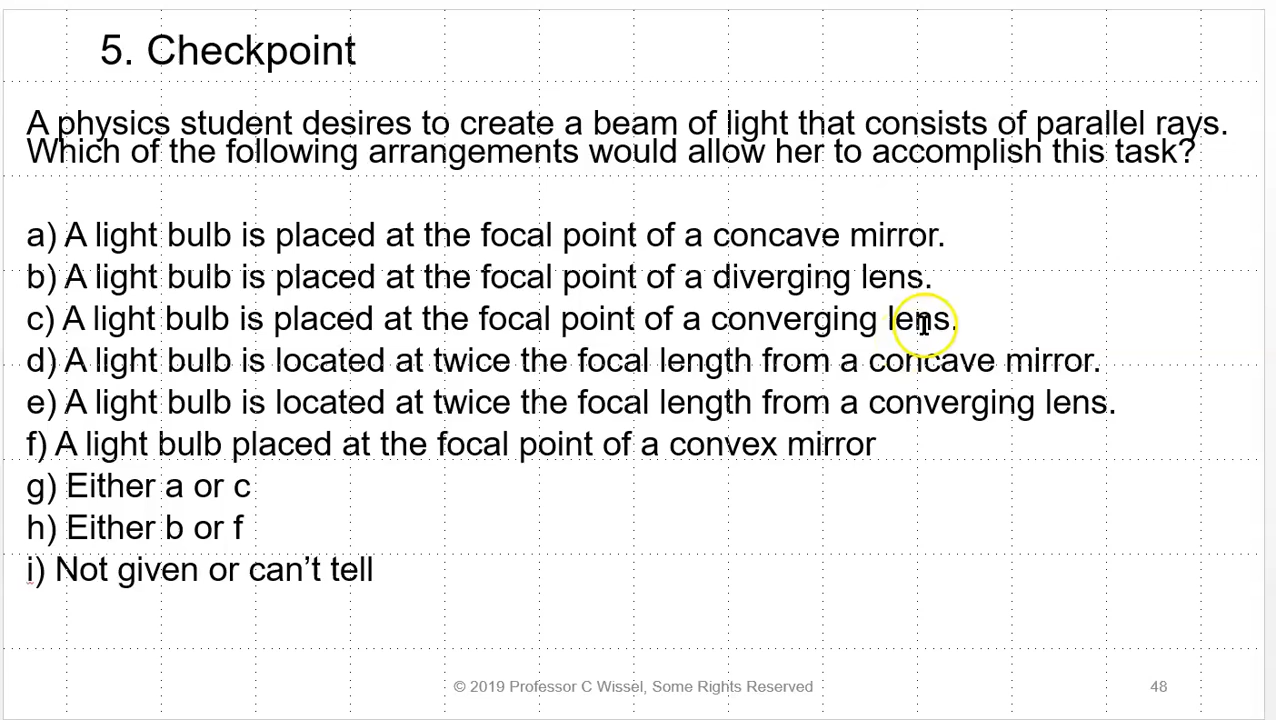 5. Checkpoint
A physics student desires to create a beam of light that consists of parallel rays.
Which of the following arrangements would allow her to accomplish this task?
a) A light bulb is placed at the focal point of a concave mirror.
b) A light bulb is placed at the focal point of a diverging lens.
c) A light bulb is placed at the focal point of a converging lens.
d) A light bulb is located at twice the focal length from a concave mirror.
e) A light bulb is located at twice the focal length from a converging lens.
f) A light bulb placed at the focal point of a convex mirror
g) Either a or c
h) Either b or f
i) Not given or can’t tell
© 2019 Professor C Wissel, Some Rights Reserved
48